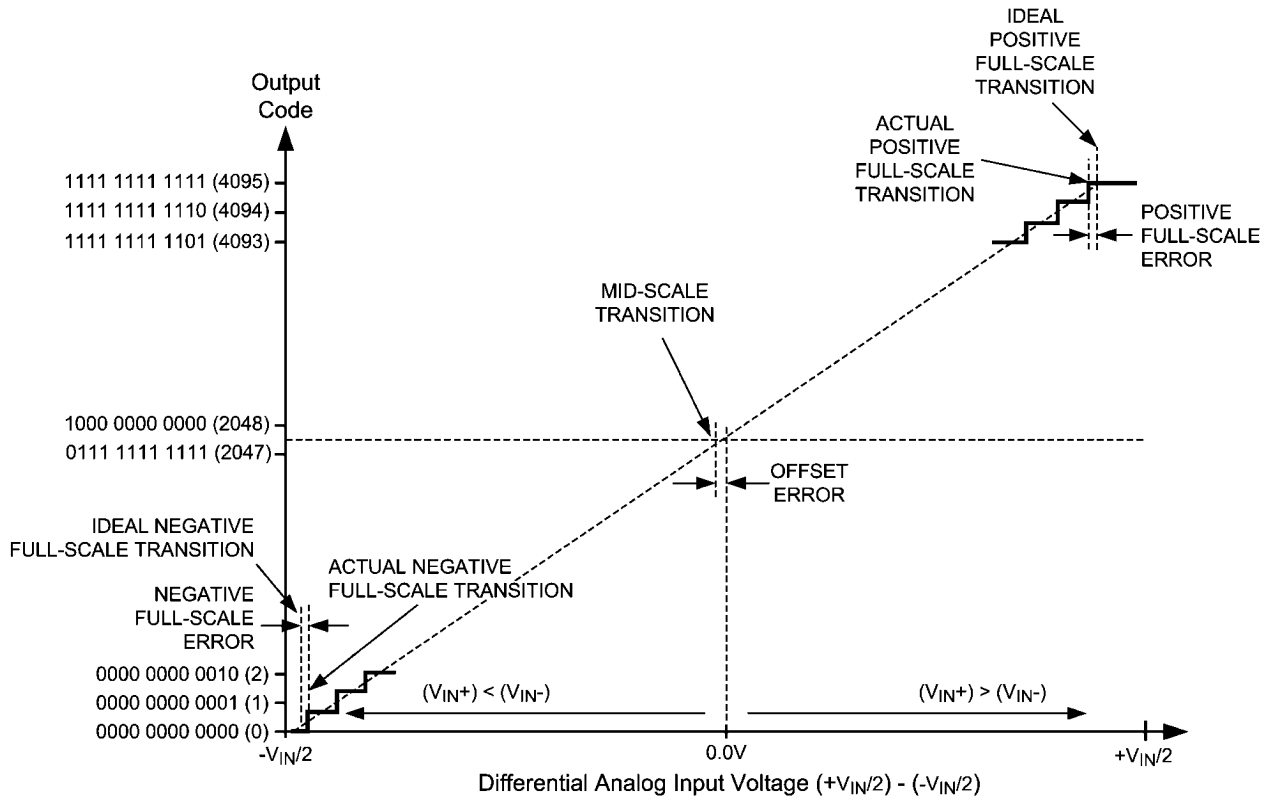 IDEAL
POSITIVE
FULL-SCALE
TRANSITION
Output
Code
ACTUAL
POSITIVE
FULL-SCALE
TRANSITION
1111 1111 1111 (4095)
1111 1111 1110 (4094)
1111 1111 1101 (4093)
POSITIVE
FULL-SCALE
ERROR
MID-SCALE
TRANSITION
1000 0000 0000 (2048)
0111 1111 1111 (2047)
OFFSET
ERROR
IDEAL NEGATIVE
FULL-SCALE TRANSITION
ACTUAL NEGATIVE
FULL-SCALE TRANSITION
NEGATIVE
FULL-SCALE
ERROR
0000 0000 0010 (2)
0000 0000 0001 (1)
0000 0000 0000 (0)
(VIN+) < (VIN-)
(VIN+) > (VIN-)
-VIN/2
0.0V
+VIN/2
Differential Analog Input Voltage (+VIN/2) - (-VIN/2)